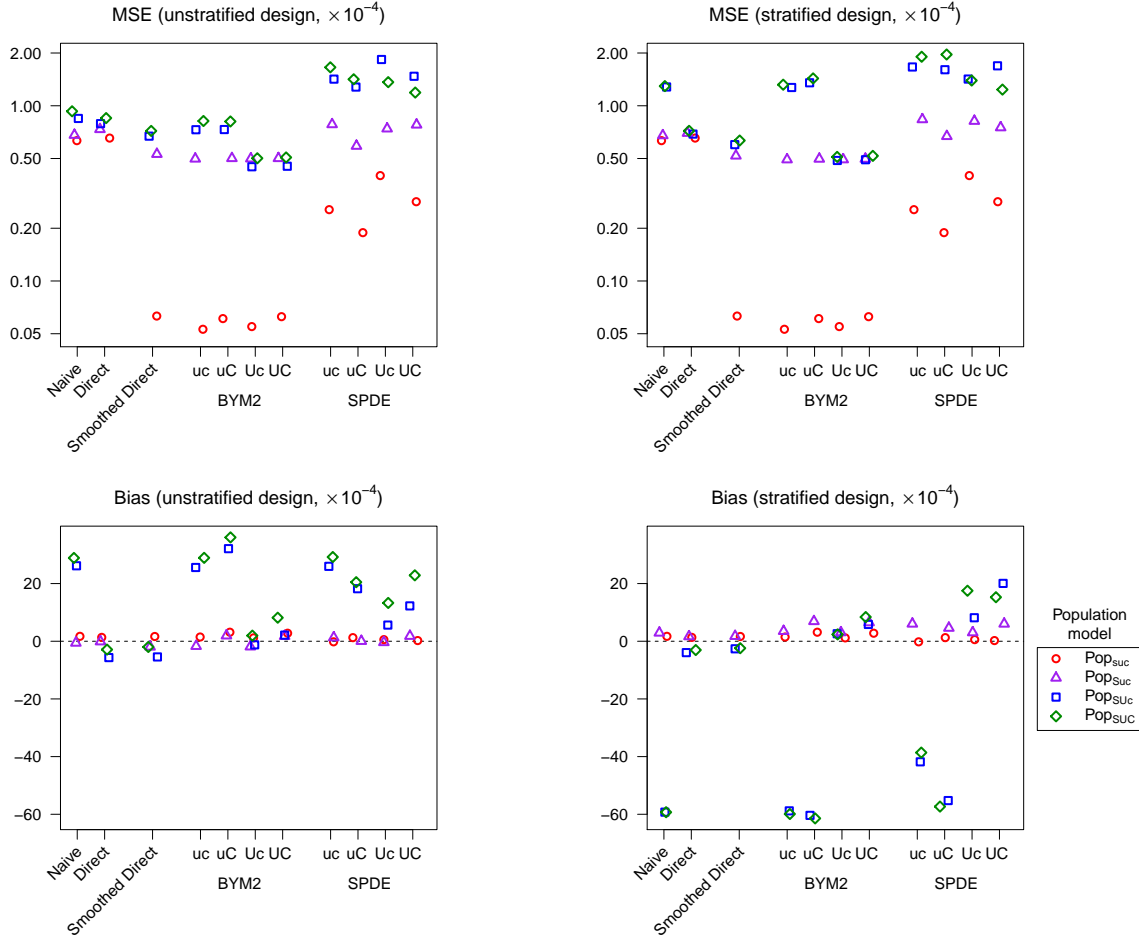 MSE (unstratified design, ×10⁻⁴)
2.00
1.00
0.50
0.20
0.10
0.05
Naive
Direct
Smoothed Direct
uc uC Uc UC
uc uC Uc UC
BYM2
SPDE
MSE (stratified design, ×10⁻⁴)
2.00
1.00
0.50
0.20
0.10
0.05
Naive
Direct
Smoothed Direct
uc uC Uc UC
uc uC Uc UC
BYM2
SPDE
Bias (unstratified design, ×10⁻⁴)
20
0
−20
−40
−60
Naive
Direct
Smoothed Direct
uc uC Uc UC
uc uC Uc UC
BYM2
SPDE
Bias (stratified design, ×10⁻⁴)
20
0
−20
−40
−60
Naive
Direct
Smoothed Direct
uc uC Uc UC
uc uC Uc UC
BYM2
SPDE
Population
model
Pop_suc
Pop_Suc
Pop_SUc
Pop_SUC